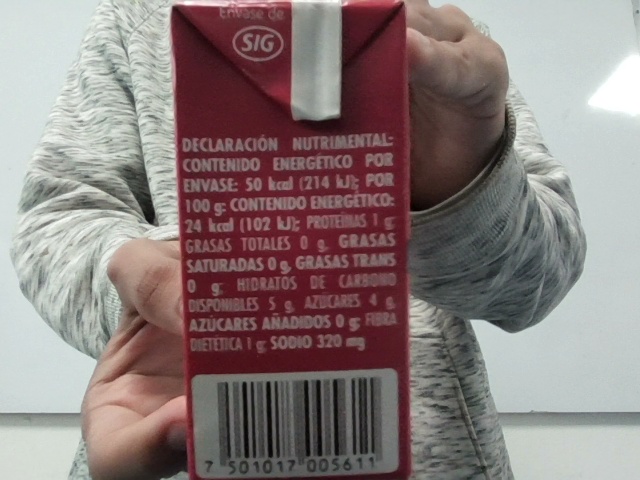 Envase de
SIG
DECLARACIÓN NUTRIMENTAL:
CONTENIDO ENERGÉTICO POR
ENVASE: 50 kcal (214 kJ); POR
100 g: CONTENIDO ENERGÉTICO:
24 kcal (102 kJ); PROTEÍNAS 1 g;
GRASAS TOTALES 0 g, GRASAS
SATURADAS 0 g, GRASAS TRANS
0 g; HIDRATOS DE CARBONO
DISPONIBLES 5 g, AZÚCARES 4 g,
AZÚCARES AÑADIDOS 0 g; FIBRA
DIETÉTICA 1 g; SODIO 320 mg
7 501017 005611